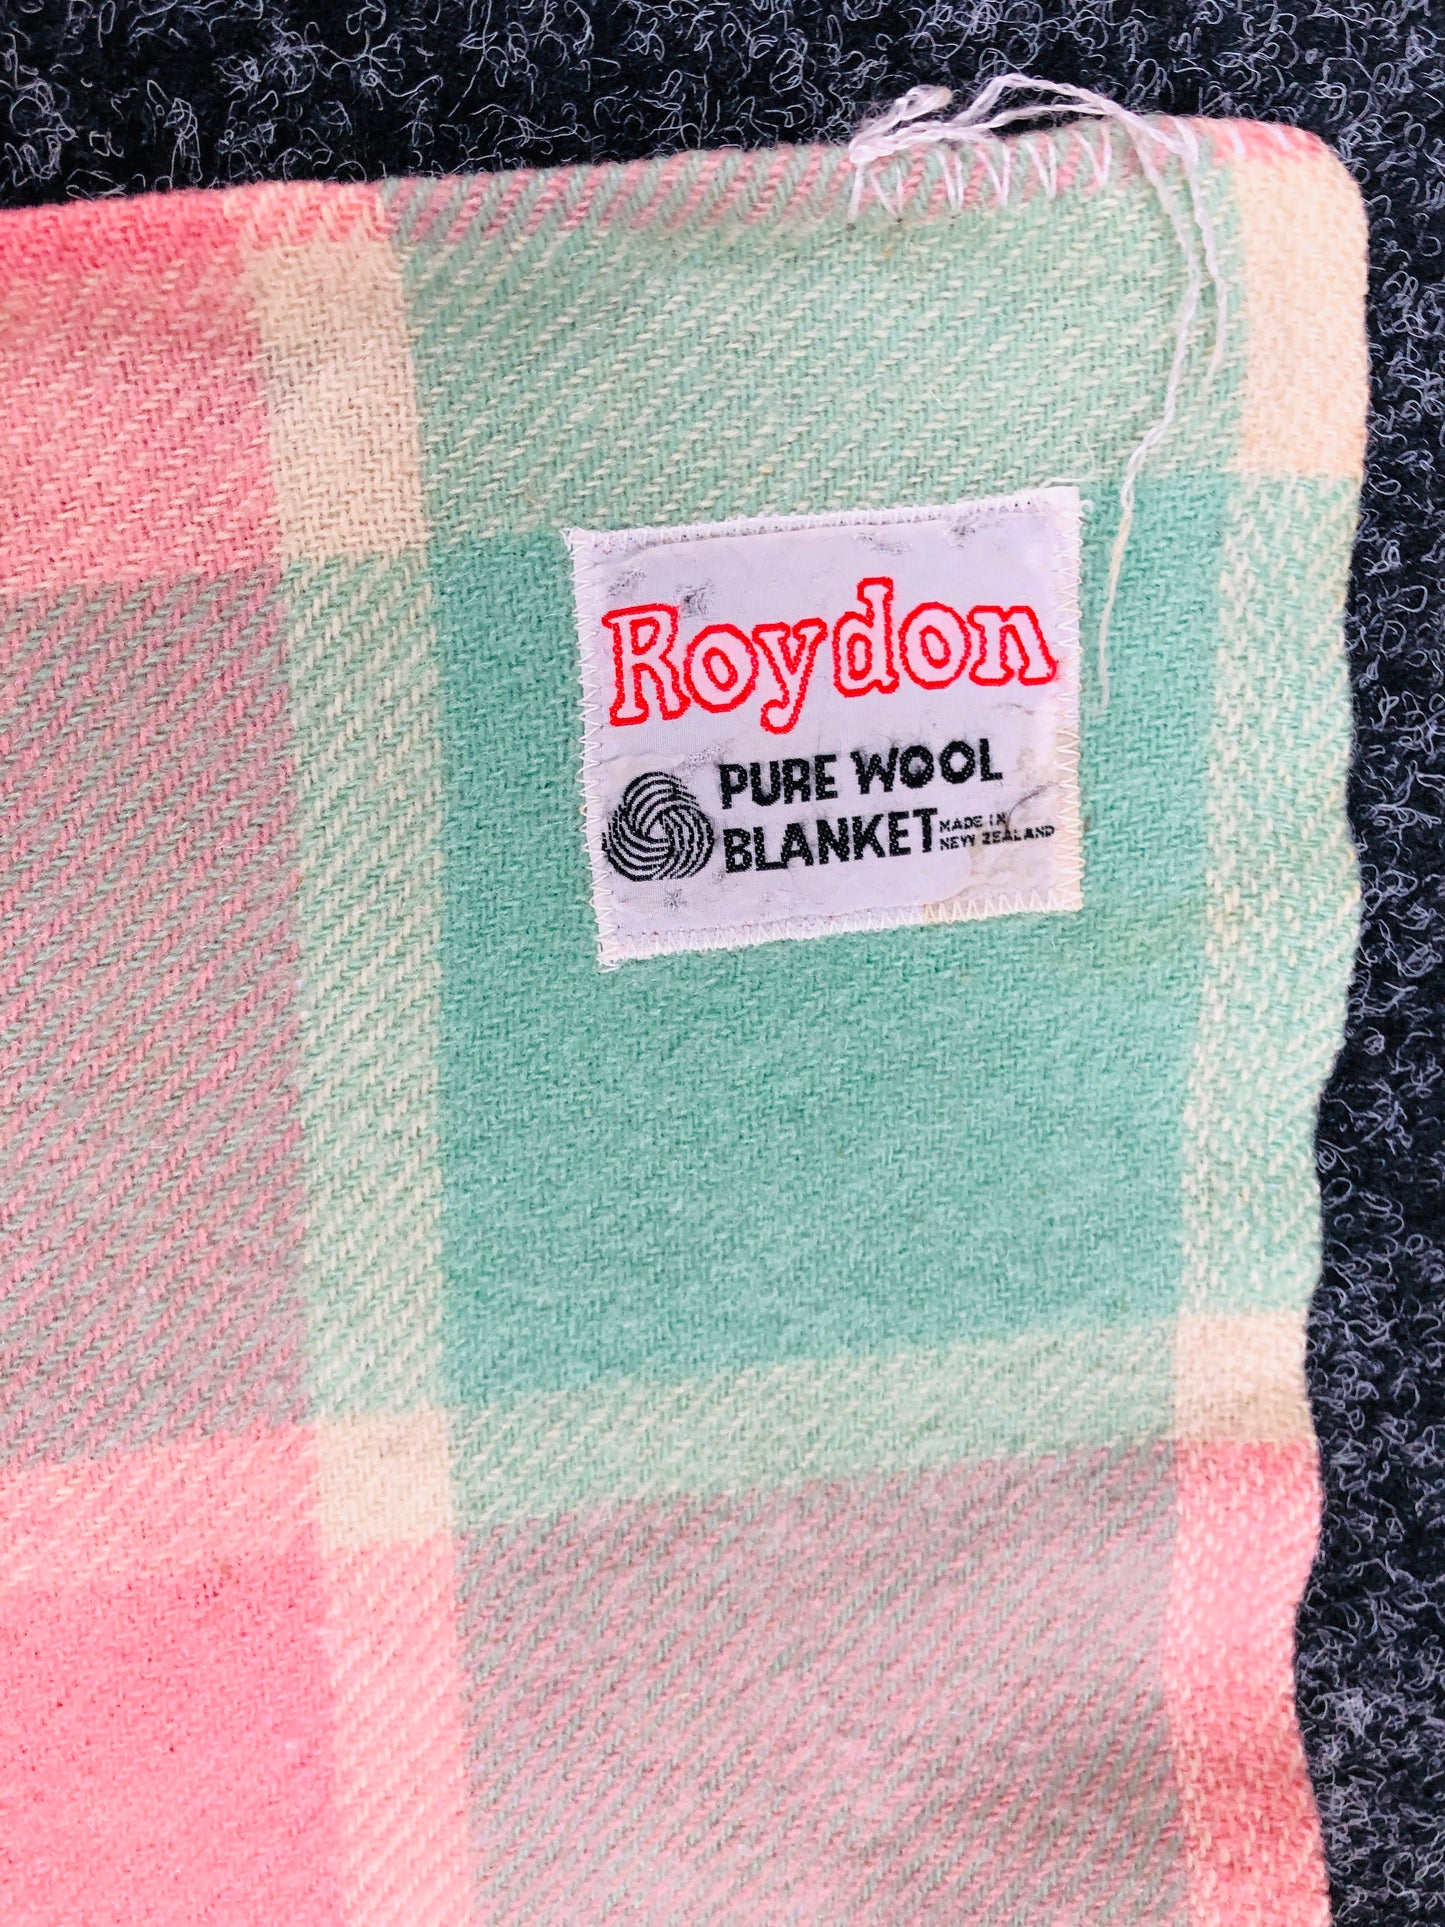 Roydon
PURE WOOL
BLANKET MADE IN
NEW ZEALAND